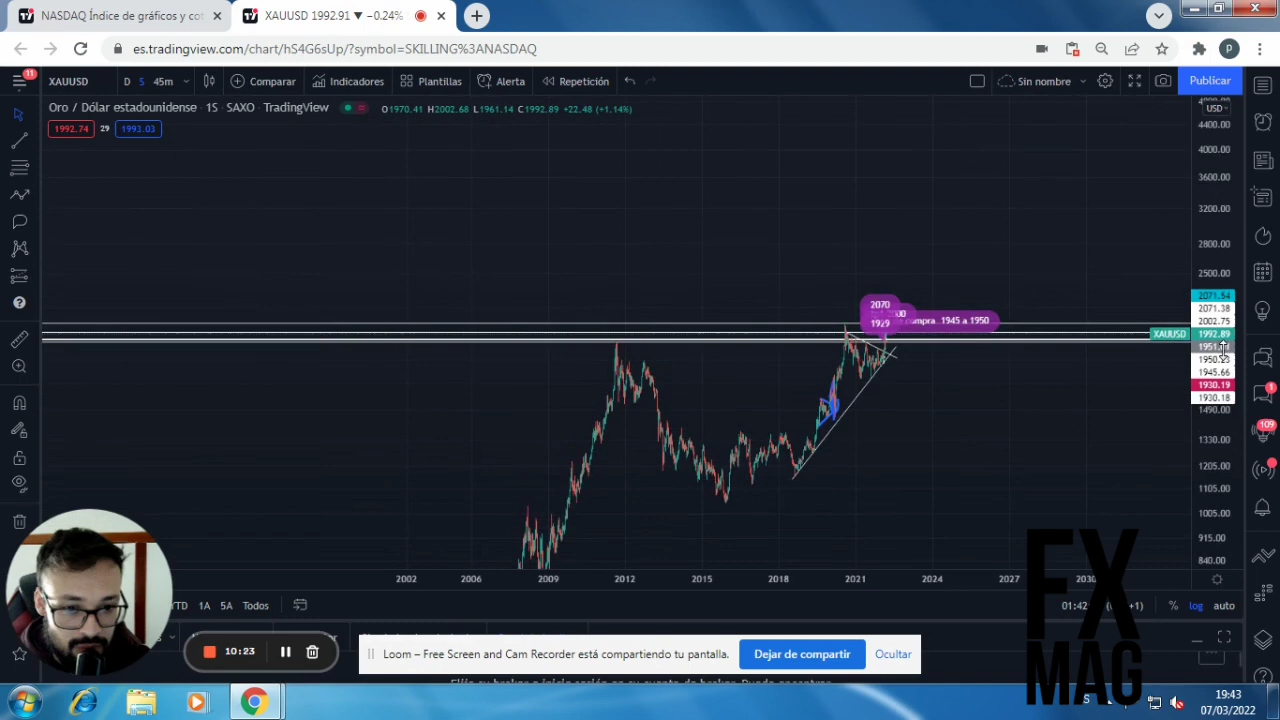 NASDAQ Índice de gráficos y cot
XAUUSD 1992.91 ▼ −0.24%
es.tradingview.com/chart/hS4G6sUp/?symbol=SKILLING%3ANASDAQ
P
11
XAUUSD D S 45m Comparar Indicadores Plantillas Alerta Repetición Sin nombre Publicar
Oro / Dólar estadounidense · 1S · SAXO · TradingView O1970.41 H2002.68 L1961.14 C1992.89 +22.48 (+1.14%)
USD
1992.74 29 1993.03
4400.00
4000.00
3600.00
3200.00
2800.00
2500.00
2070
compra 1945 a 1950
1929
2071.54
2071.38
2002.75
XAUUSD 1992.89
1945.66
1930.19
1930.18
1490.00
1330.00
1205.00
1105.00
1005.00
915.00
840.00
1
109
2002 2006 2009 2012 2015 2018 2021 2024 2027 2030
YTD 1A 5A Todos
01:42 % log auto
10:23
Loom – Free Screen and Cam Recorder está compartiendo tu pantalla. Dejar de compartir Ocultar
FX
MAG
19:43
07/03/2022